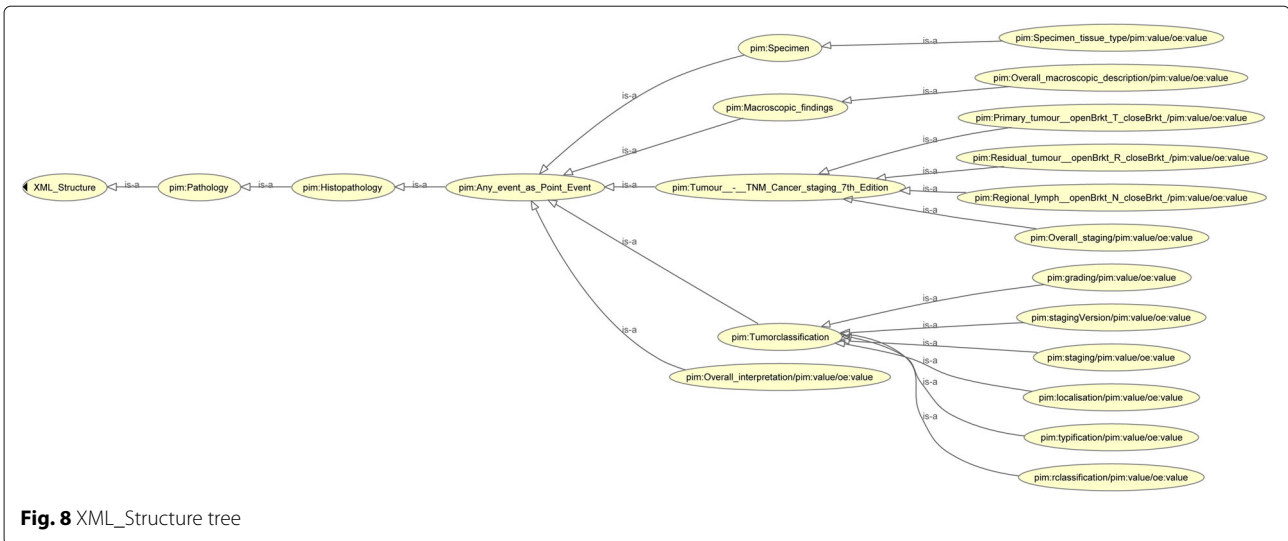 XML_Structure
is-a
pim:Pathology
is-a
pim:Histopathology
is-a
pim:Any_event_as_Point_Event
is-a
pim:Specimen
is-a
pim:Specimen_tissue_type/pim:value/oe:value
is-a
pim:Macroscopic_findings
is-a
pim:Overall_macroscopic_description/pim:value/oe:value
is-a
pim:Tumour__-__TNM_Cancer_staging_7th_Edition
is-a
pim:Primary_tumour__openBrkt_T_closeBrkt_/pim:value/oe:value
is-a
pim:Residual_tumour__openBrkt_R_closeBrkt_/pim:value/oe:value
is-a
pim:Regional_lymph__openBrkt_N_closeBrkt_/pim:value/oe:value
is-a
pim:Overall_staging/pim:value/oe:value
is-a
pim:Tumorclassification
is-a
pim:grading/pim:value/oe:value
is-a
pim:stagingVersion/pim:value/oe:value
is-a
pim:staging/pim:value/oe:value
is-a
pim:localisation/pim:value/oe:value
is-a
pim:typification/pim:value/oe:value
is-a
pim:rclassification/pim:value/oe:value
is-a
pim:Overall_interpretation/pim:value/oe:value
Fig. 8 XML_Structure tree